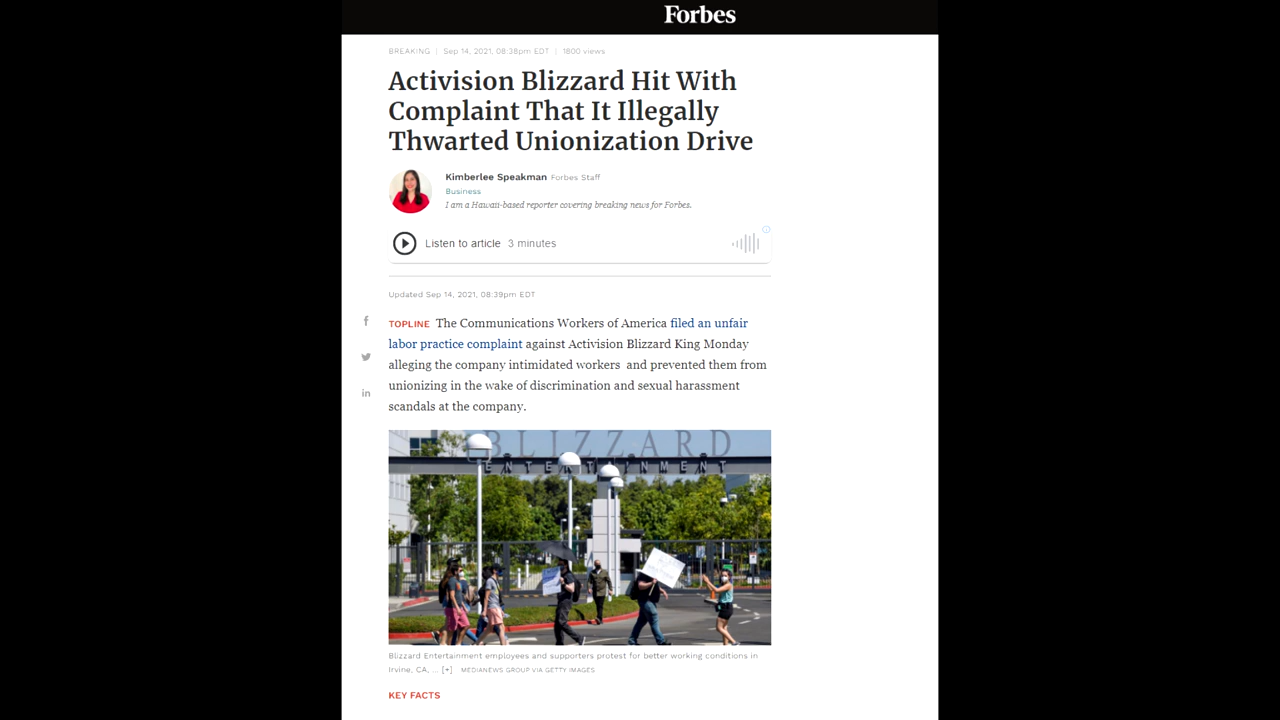 Forbes
BREAKING | Sep 14, 2021, 08:38pm EDT | 1800 views
Activision Blizzard Hit With
Complaint That It Illegally
Thwarted Unionization Drive
Kimberlee Speakman Forbes Staff
Business
I am a Hawaii-based reporter covering breaking news for Forbes.
Listen to article 3 minutes
Updated Sep 14, 2021, 08:39pm EDT
TOPLINE The Communications Workers of America filed an unfair
labor practice complaint against Activision Blizzard King Monday
alleging the company intimidated workers and prevented them from
unionizing in the wake of discrimination and sexual harassment
scandals at the company.
BLIZZARD
ENTERTAINMENT
Blizzard Entertainment employees and supporters protest for better working conditions in
Irvine, CA, ... [+] MEDIANEWS GROUP VIA GETTY IMAGES
KEY FACTS